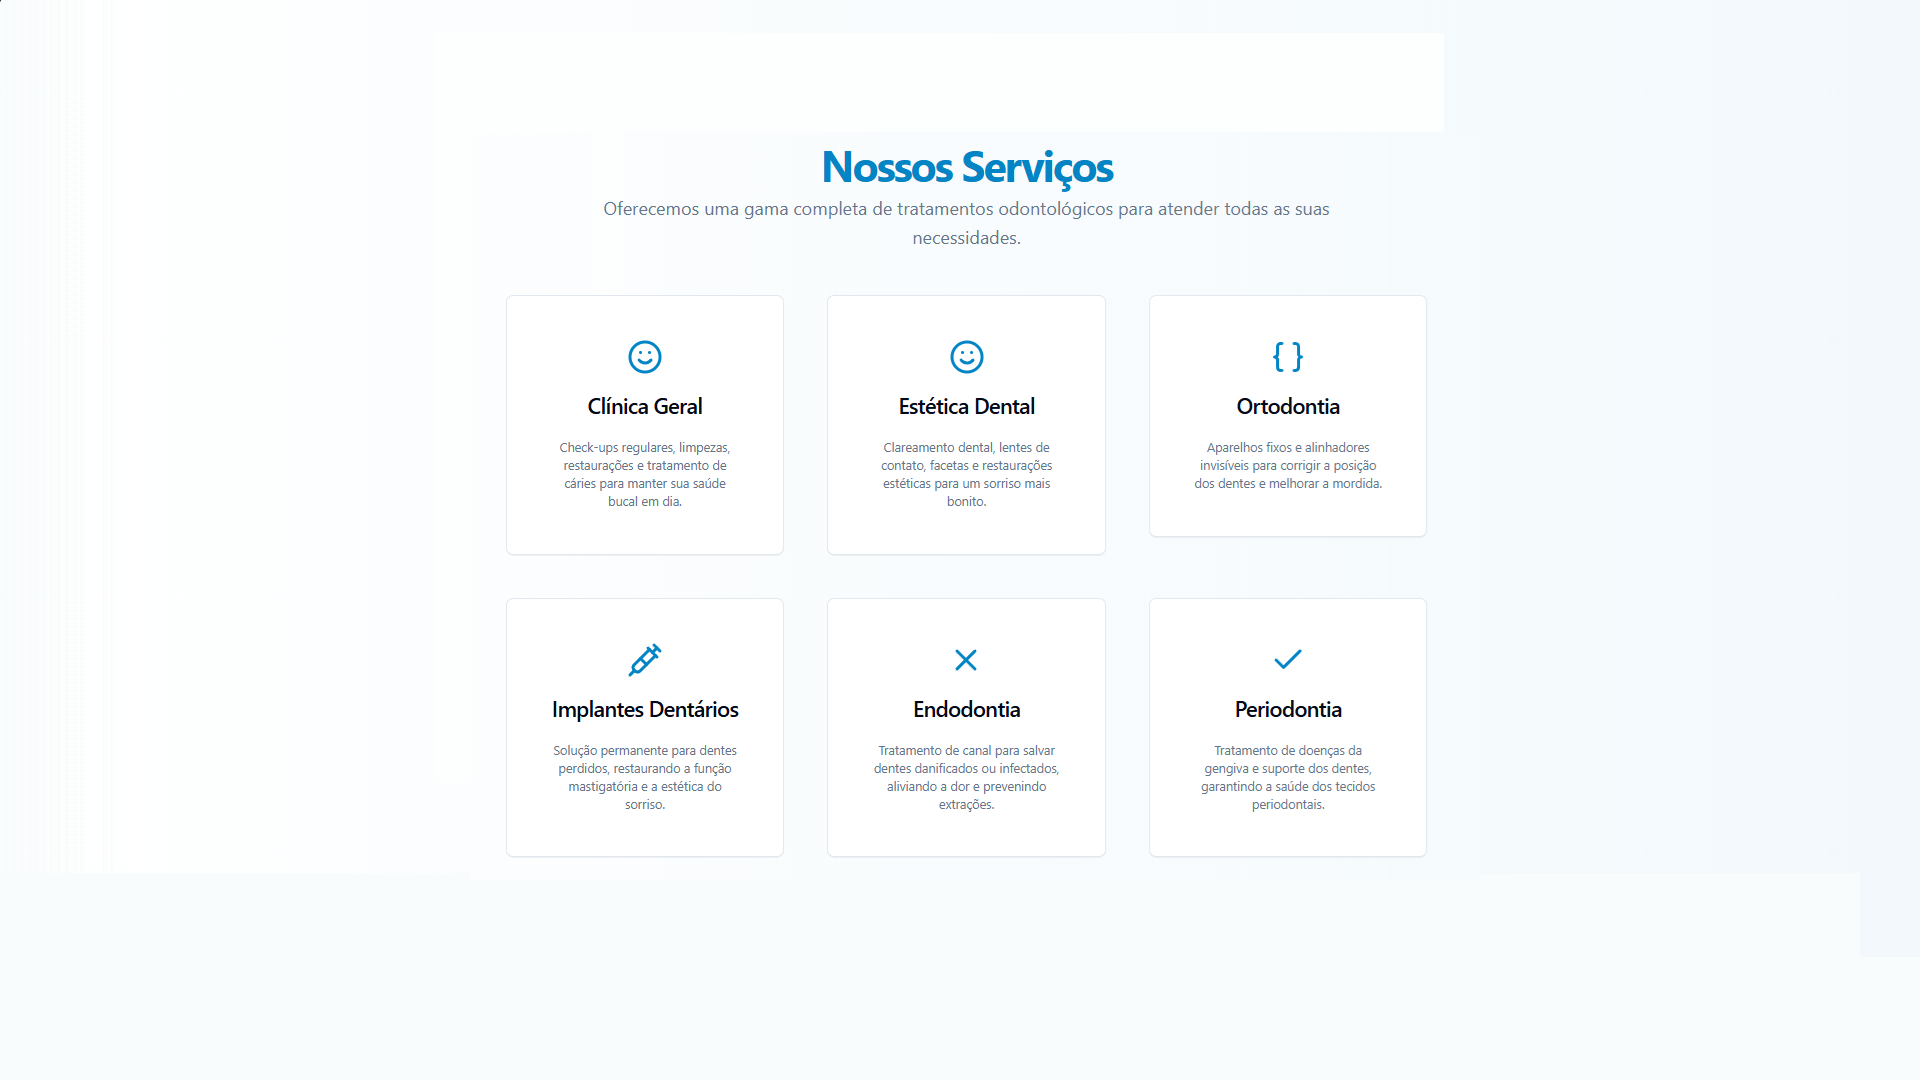 Nossos Serviços
Oferecemos uma gama completa de tratamentos odontológicos para atender todas as suas
necessidades.
Clínica Geral
Check-ups regulares, limpezas,
restaurações e tratamento de
cáries para manter sua saúde
bucal em dia.
Estética Dental
Clareamento dental, lentes de
contato, facetas e restaurações
estéticas para um sorriso mais
bonito.
Ortodontia
Aparelhos fixos e alinhadores
invisíveis para corrigir a posição
dos dentes e melhorar a mordida.
Implantes Dentários
Solução permanente para dentes
perdidos, restaurando a função
mastigatória e a estética do
sorriso.
Endodontia
Tratamento de canal para salvar
dentes danificados ou infectados,
aliviando a dor e prevenindo
extrações.
Periodontia
Tratamento de doenças da
gengiva e suporte dos dentes,
garantindo a saúde dos tecidos
periodontais.